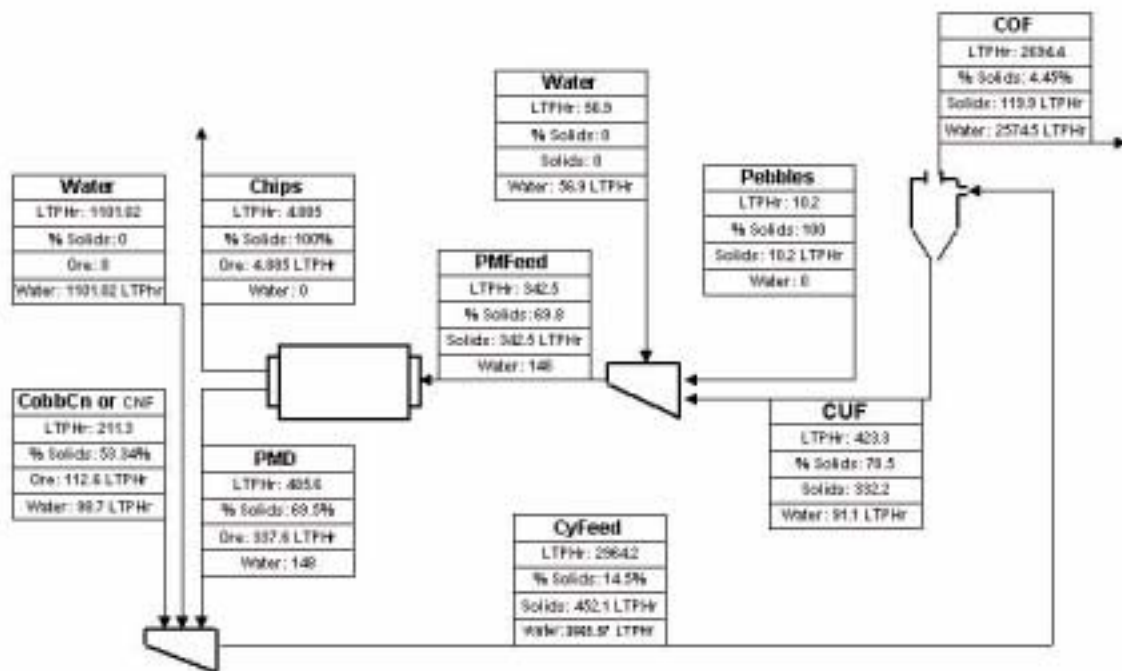 COF
LTPHr: 2694.4
% Solids: 4.45%
Solids: 119.9 LTPHr
Water: 2574.5 LTPHr
Water
LTPHr: 56.9
% Solids: 0
Solids: 0
Water: 56.9 LTPHr
Pebbles
LTPHr: 10.2
% Solids: 100
Solids: 10.2 LTPHr
Water: 0
Water
LTPHr: 1101.02
% Solids: 0
Ore: 0
Water: 1101.02 LTPhr
Chips
LTPHr: 4.885
% Solids: 100%
Ore: 4.885 LTPHr
Water: 0
PMFeed
LTPHr: 342.5
% Solids: 69.8
Solids: 342.5 LTPHr
Water: 148
CobbCn or CNF
LTPHr: 211.3
% Solids: 53.34%
Ore: 112.6 LTPHr
Water: 98.7 LTPHr
PMD
LTPHr: 485.6
% Solids: 69.5%
Ore: 337.6 LTPHr
Water: 148
CUF
LTPHr: 423.3
% Solids: 78.5
Solids: 332.2
Water: 91.1 LTPHr
CyFeed
LTPHr: 2964.2
% Solids: 14.5%
Solids: 452.1 LTPHr
Water: LTPHr